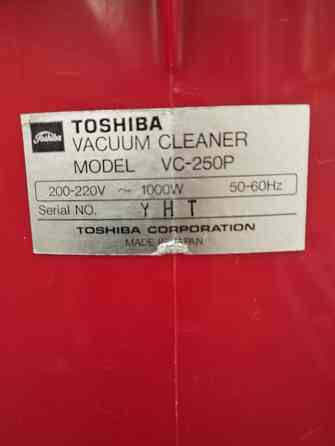 Toshiba
TOSHIBA
VACUUM CLEANER
MODEL VC-250P
200-220V ~ 1000W 50-60Hz
Serial NO. Y H T
TOSHIBA CORPORATION
MADE IN JAPAN